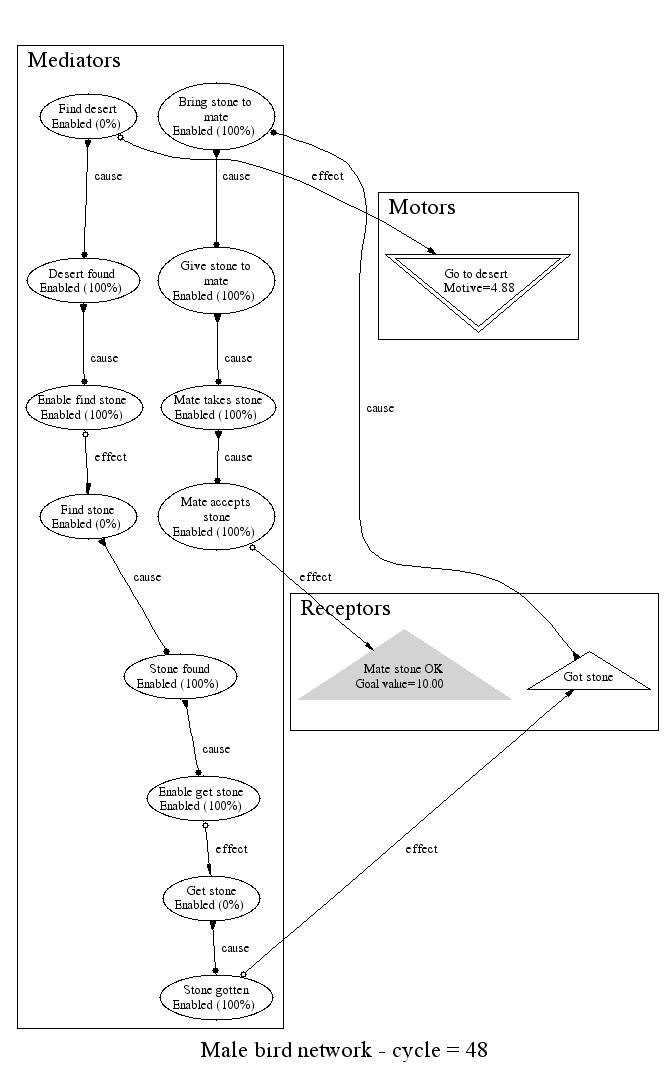 Mediators
Find desert
Enabled (0%)
Bring stone to
mate
Enabled (100%)
cause
cause
effect
Motors
Go to desert
Motive=4.88
Desert found
Enabled (100%)
Give stone to
mate
Enabled (100%)
cause
cause
Enable find stone
Enabled (100%)
Mate takes stone
Enabled (100%)
cause
effect
cause
Find stone
Enabled (0%)
Mate accepts
stone
Enabled (100%)
cause
effect
Receptors
Mate stone OK
Goal value=10.00
Got stone
Stone found
Enabled (100%)
cause
Enable get stone
Enabled (100%)
effect
effect
Get stone
Enabled (0%)
cause
Stone gotten
Enabled (100%)
Male bird network - cycle = 48